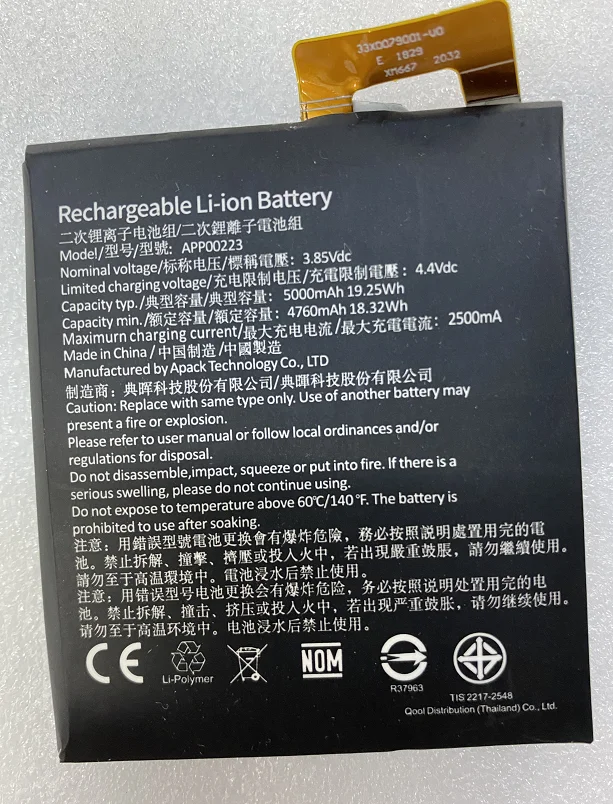 33XD079001-V0
E 1829
XM667 2032
Rechargeable Li-ion Battery
二次锂离子电池组/二次鋰離子電池組
Model/型号/型號: APP00223
Nominal voltage/标称电压/標稱電壓: 3.85Vdc
Limited charging voltage/充电限制电压/充電限制電壓: 4.4Vdc
Capacity typ./典型容量/典型容量: 5000mAh 19.25Wh
Capacity min./额定容量/額定容量: 4760mAh 18.32Wh
Maximurn charging current/最大充电电流/最大充電電流: 2500mA
Made in China/中国制造/中國製造
Manufactured by Apack Technology Co., LTD
制造商: 典晖科技股份有限公司/典暉科技股份有限公司
Caution: Replace with same type only. Use of another battery may
present a fire or explosion.
Please refer to user manual or follow local ordinances and/or
regulations for disposal.
Do not disassemble,impact, squeeze or put into fire. If there is a
serious swelling, please do not continue using.
Do not expose to temperature above 60℃/140 °F. The battery is
prohibited to use after soaking.
注意: 用錯誤型號電池更換會有爆炸危險, 務必按照說明處置用完的電
池。禁止拆解、撞擊、擠壓或投入火中, 若出現嚴重鼓脹, 請勿繼續使用。
請勿至于高溫環境中。電池浸水后禁止使用。
注意: 用错误型号电池更换会有爆炸危险, 务必按照说明处置用完的电
池。禁止拆解、撞击、挤压或投入火中, 若出现严重鼓胀, 请勿继续使用。
请勿至于高温环境中。电池浸水后禁止使用。
CE
Li-Polymer
NOM
R37963
TIS 2217-2548
Qool Distribution (Thailand) Co., Ltd.